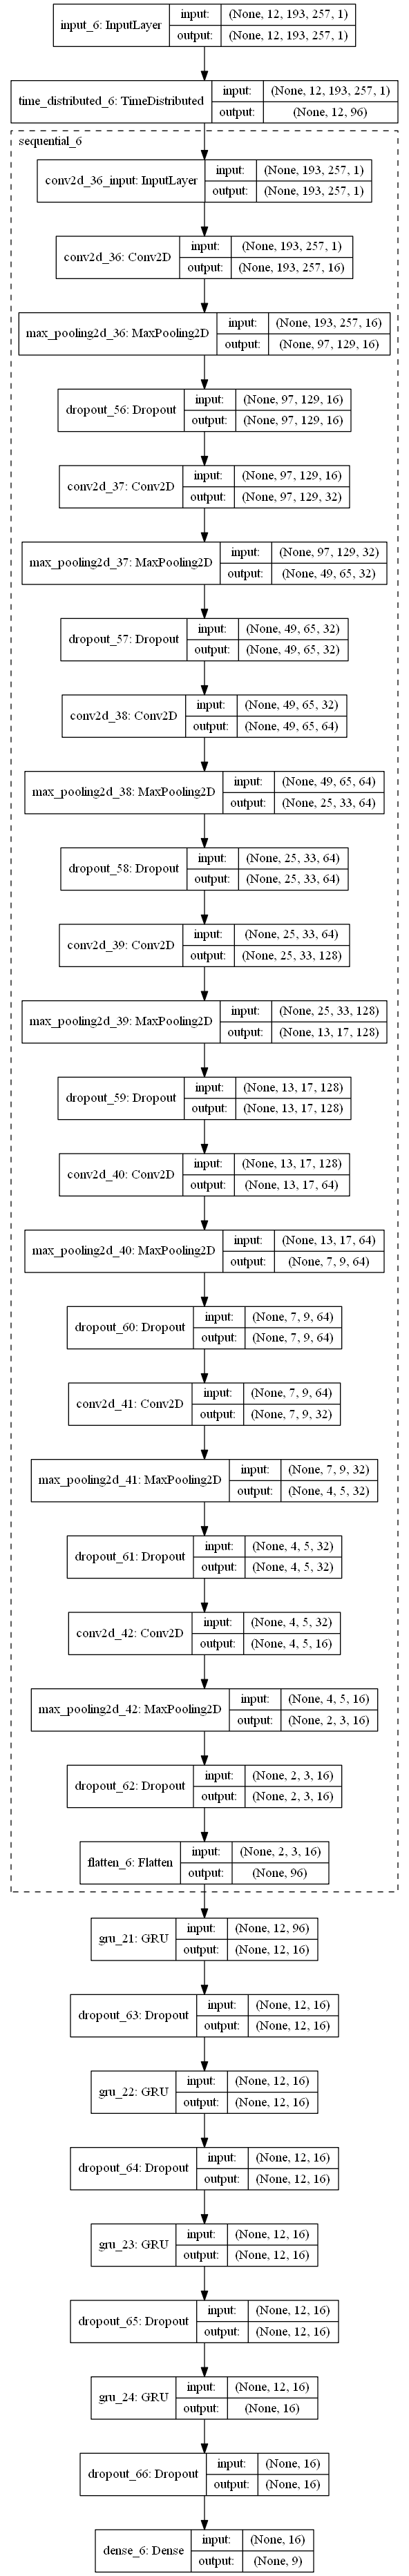 input_6: InputLayer input: (None, 12, 193, 257, 1)
output: (None, 12, 193, 257, 1)
time_distributed_6: TimeDistributed input: (None, 12, 193, 257, 1)
output: (None, 12, 96)
sequential_6
conv2d_36_input: InputLayer input: (None, 193, 257, 1)
output: (None, 193, 257, 1)
conv2d_36: Conv2D input: (None, 193, 257, 1)
output: (None, 193, 257, 16)
max_pooling2d_36: MaxPooling2D input: (None, 193, 257, 16)
output: (None, 97, 129, 16)
dropout_56: Dropout input: (None, 97, 129, 16)
output: (None, 97, 129, 16)
conv2d_37: Conv2D input: (None, 97, 129, 16)
output: (None, 97, 129, 32)
max_pooling2d_37: MaxPooling2D input: (None, 97, 129, 32)
output: (None, 49, 65, 32)
dropout_57: Dropout input: (None, 49, 65, 32)
output: (None, 49, 65, 32)
conv2d_38: Conv2D input: (None, 49, 65, 32)
output: (None, 49, 65, 64)
max_pooling2d_38: MaxPooling2D input: (None, 49, 65, 64)
output: (None, 25, 33, 64)
dropout_58: Dropout input: (None, 25, 33, 64)
output: (None, 25, 33, 64)
conv2d_39: Conv2D input: (None, 25, 33, 64)
output: (None, 25, 33, 128)
max_pooling2d_39: MaxPooling2D input: (None, 25, 33, 128)
output: (None, 13, 17, 128)
dropout_59: Dropout input: (None, 13, 17, 128)
output: (None, 13, 17, 128)
conv2d_40: Conv2D input: (None, 13, 17, 128)
output: (None, 13, 17, 64)
max_pooling2d_40: MaxPooling2D input: (None, 13, 17, 64)
output: (None, 7, 9, 64)
dropout_60: Dropout input: (None, 7, 9, 64)
output: (None, 7, 9, 64)
conv2d_41: Conv2D input: (None, 7, 9, 64)
output: (None, 7, 9, 32)
max_pooling2d_41: MaxPooling2D input: (None, 7, 9, 32)
output: (None, 4, 5, 32)
dropout_61: Dropout input: (None, 4, 5, 32)
output: (None, 4, 5, 32)
conv2d_42: Conv2D input: (None, 4, 5, 32)
output: (None, 4, 5, 16)
max_pooling2d_42: MaxPooling2D input: (None, 4, 5, 16)
output: (None, 2, 3, 16)
dropout_62: Dropout input: (None, 2, 3, 16)
output: (None, 2, 3, 16)
flatten_6: Flatten input: (None, 2, 3, 16)
output: (None, 96)
gru_21: GRU input: (None, 12, 96)
output: (None, 12, 16)
dropout_63: Dropout input: (None, 12, 16)
output: (None, 12, 16)
gru_22: GRU input: (None, 12, 16)
output: (None, 12, 16)
dropout_64: Dropout input: (None, 12, 16)
output: (None, 12, 16)
gru_23: GRU input: (None, 12, 16)
output: (None, 12, 16)
dropout_65: Dropout input: (None, 12, 16)
output: (None, 12, 16)
gru_24: GRU input: (None, 12, 16)
output: (None, 16)
dropout_66: Dropout input: (None, 16)
output: (None, 16)
dense_6: Dense input: (None, 16)
output: (None, 9)